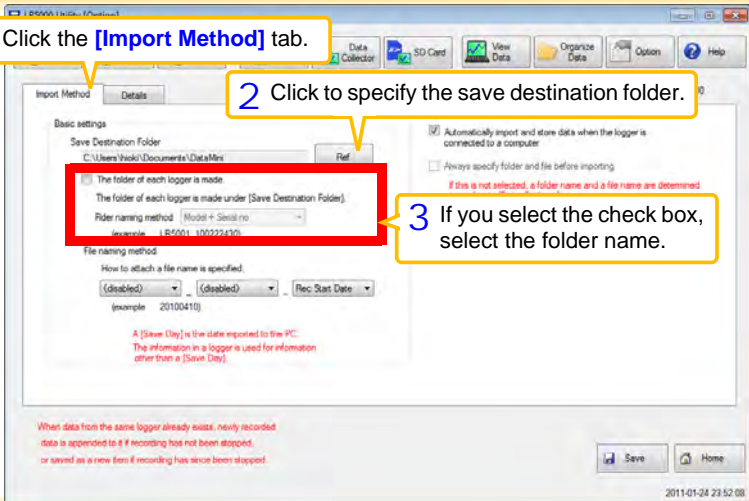 LR5000 Utility [Option]
Click the [Import Method] tab.
Data Collector
SD Card
View Data
Organize Data
Option
Help
Import Method
Details
2 Click to specify the save destination folder.
Basic settings
Save Destination Folder
C:\Users\hioki\Documents\DataMini
Ref
The folder of each logger is made.
The folder of each logger is made under [Save Destination Folder].
Rider naming method Model + Serial no
(example LR5001_100222430)
File naming method
How to attach a file name is specified.
(disabled) _ (disabled) _ Rec Start Date
(example 20100410)
A [Save Day] is the date imported to the PC.
The information in a logger is used for information
other than a [Save Day].
Automatically import and store data when the logger is
connected to a computer
Always specify folder and file before importing
If this is not selected, a folder name and a file name are determined
3 If you select the check box,
select the folder name.
When data from the same logger already exists, newly recorded
data is appended to it if recording has not been stopped,
or saved as a new item if recording has since been stopped.
Save
Home
2011-01-24 23:52:08